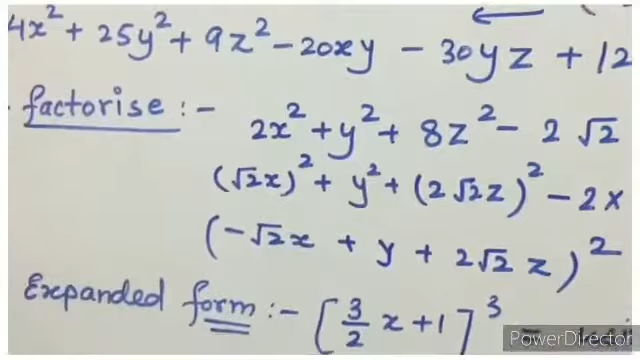 4x² + 25y² + 9z² - 20xy - 30yz + 12
factorise :- 2x² + y² + 8z² - 2√2
(√2x)² + y² + (2√2z)² - 2×
(-√2x + y + 2√2 z)²
Expanded form :- [3/2 x + 1]³ =
PowerDirector